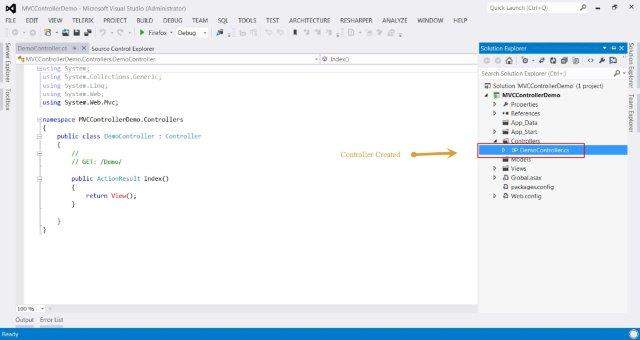 MVCControllerDemo - Microsoft Visual Studio (Administrator)
Quick Launch (Ctrl+Q)
FILE EDIT VIEW TELERIK PROJECT BUILD DEBUG TEAM SQL TOOLS TEST ARCHITECTURE RESHARPER ANALYZE WINDOW HELP
Firefox Debug
DemoController.cs Source Control Explorer
MVCControllerDemo.Controllers.DemoController Index()
using System;
using System.Collections.Generic;
using System.Linq;
using System.Web;
using System.Web.Mvc;
namespace MVCControllerDemo.Controllers
{
public class DemoController : Controller
{
//
// GET: /Demo/
public ActionResult Index()
{
return View();
}
}
}
Controller Created
100 %
Output Error List
Ready
Server Explorer
Toolbox
Solution Explorer
Search Solution Explorer (Ctrl+;)
Solution 'MVCControllerDemo' (1 project)
MVCControllerDemo
Properties
References
App_Data
App_Start
Controllers
DemoController.cs
Models
Views
Global.asax
packages.config
Web.config
Solution Explorer
Team Explorer